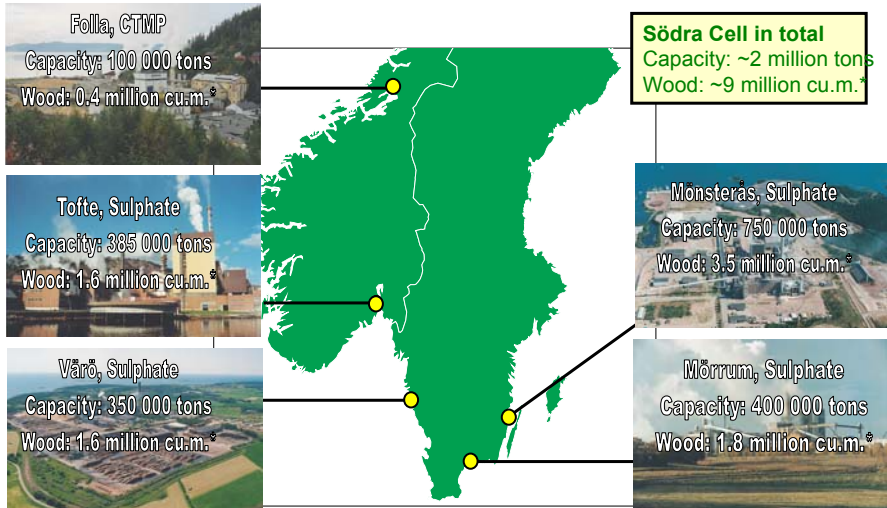 Folla, CTMP
Capacity: 100 000 tons
Wood: 0.4 million cu.m.*
Södra Cell in total
Capacity: ~2 million tons
Wood: ~9 million cu.m.*
Tofte, Sulphate
Capacity: 385 000 tons
Wood: 1.6 million cu.m.*
Mönsterås, Sulphate
Capacity: 750 000 tons
Wood: 3.5 million cu.m.*
Värö, Sulphate
Capacity: 350 000 tons
Wood: 1.6 million cu.m.*
Mörrum, Sulphate
Capacity: 400 000 tons
Wood: 1.8 million cu.m.*